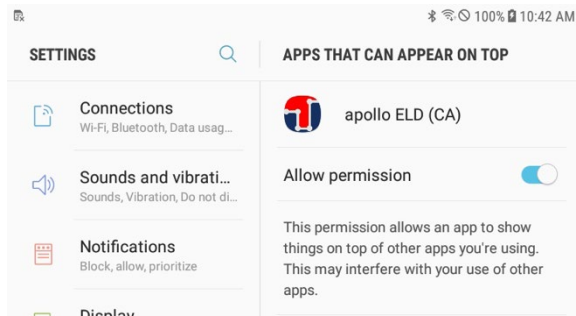 100% 10:42 AM
SETTINGS
APPS THAT CAN APPEAR ON TOP
Connections
Wi-Fi, Bluetooth, Data usag...
Sounds and vibrati...
Sounds, Vibration, Do not di...
Notifications
Block, allow, prioritize
Display
apollo ELD (CA)
Allow permission
This permission allows an app to show
things on top of other apps you're using.
This may interfere with your use of other
apps.